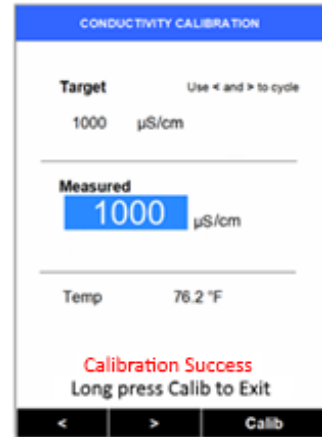 CONDUCTIVITY CALIBRATION
Target Use < and > to cycle
1000 µS/cm
Measured
1000 µS/cm
Temp 76.2 °F
Calibration Success
Long press Calib to Exit
< > Calib